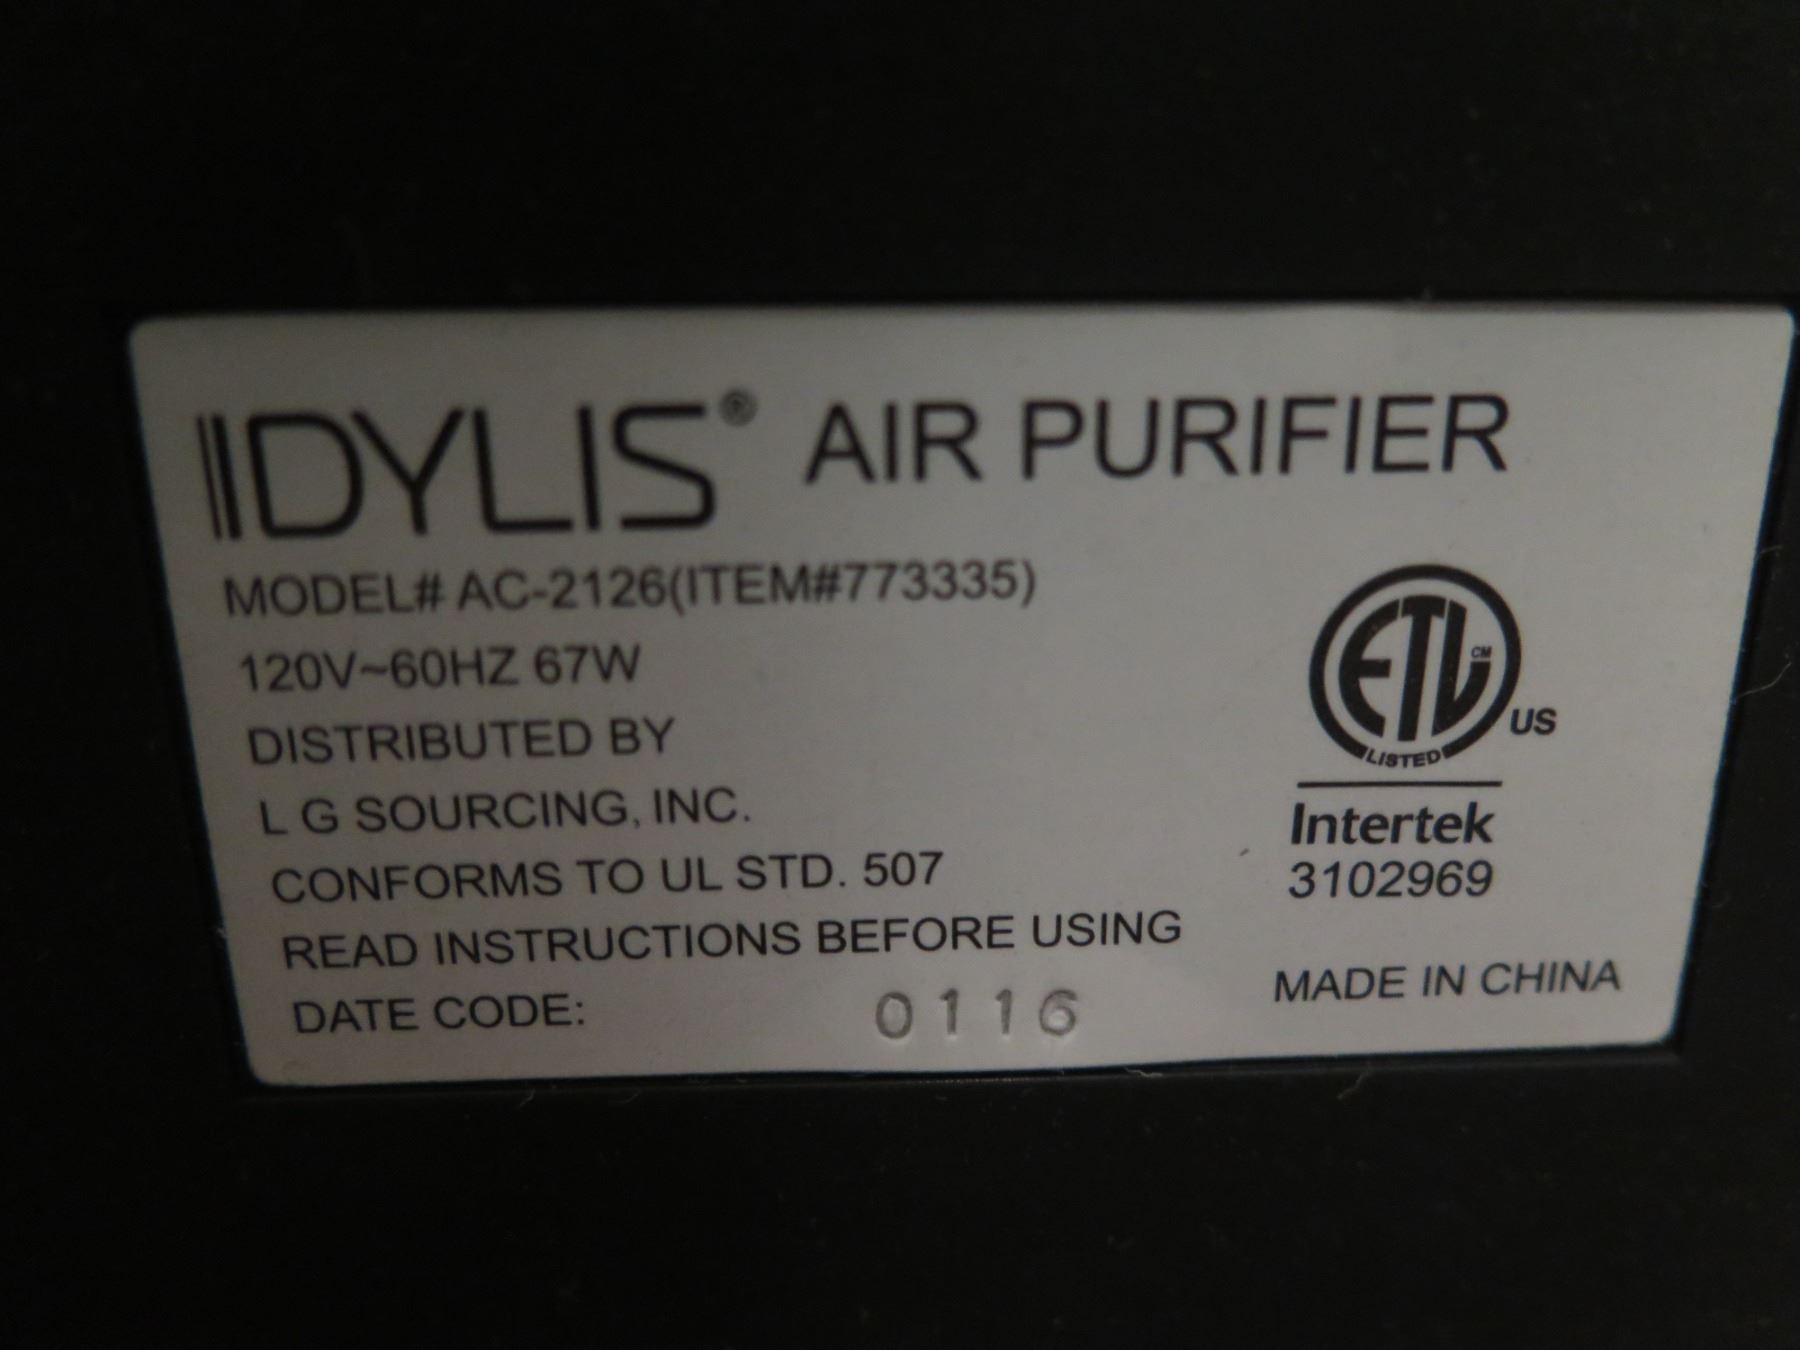 IDYLIS® AIR PURIFIER
MODEL# AC-2126(ITEM#773335)
120V~60HZ 67W
DISTRIBUTED BY
L G SOURCING, INC.
CONFORMS TO UL STD. 507
READ INSTRUCTIONS BEFORE USING
DATE CODE: 0116
ETL CM
LISTED
US
Intertek
3102969
MADE IN CHINA